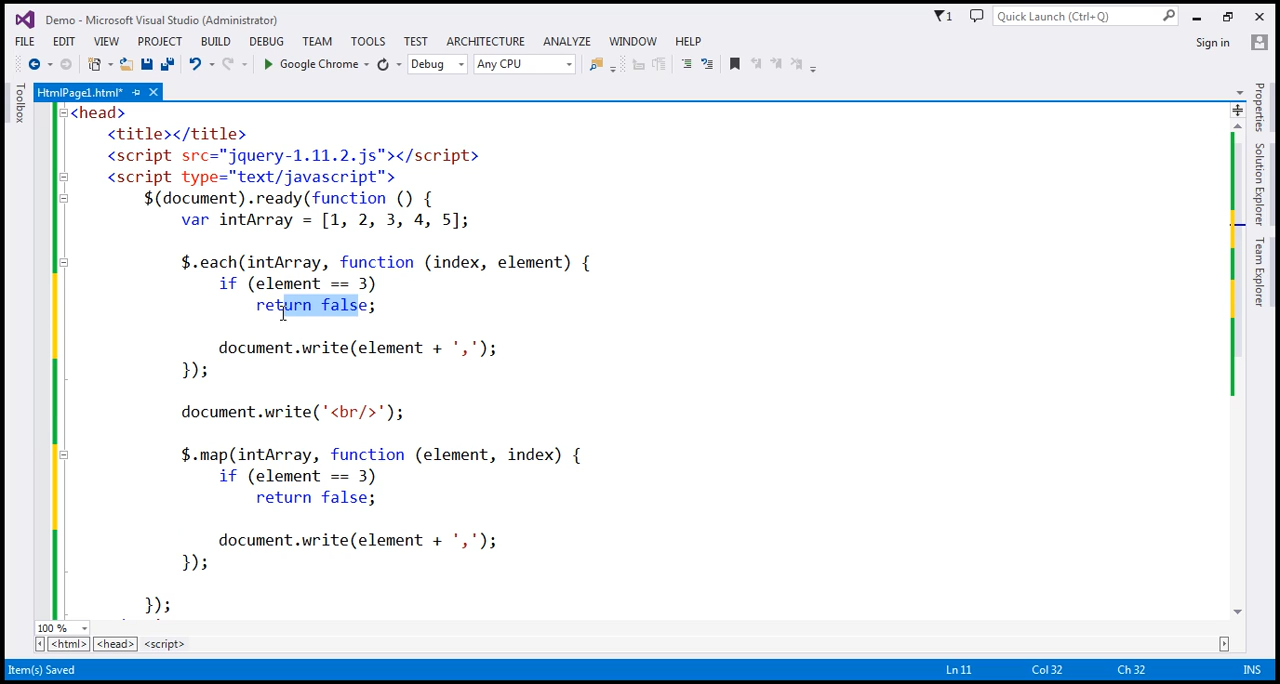 Demo - Microsoft Visual Studio (Administrator)
1
Quick Launch (Ctrl+Q)
FILE EDIT VIEW PROJECT BUILD DEBUG TEAM TOOLS TEST ARCHITECTURE ANALYZE WINDOW HELP
Sign in
Google Chrome Debug Any CPU
Toolbox
HtmlPage1.html*
Properties
Solution Explorer
Team Explorer
<head>
<title></title>
<script src="jquery-1.11.2.js"></script>
<script type="text/javascript">
$(document).ready(function () {
var intArray = [1, 2, 3, 4, 5];
$.each(intArray, function (index, element) {
if (element == 3)
return false;
document.write(element + ',');
});
document.write('<br/>');
$.map(intArray, function (element, index) {
if (element == 3)
return false;
document.write(element + ',');
});
});
100 %
<html> <head> <script>
Item(s) Saved
Ln 11 Col 32 Ch 32 INS